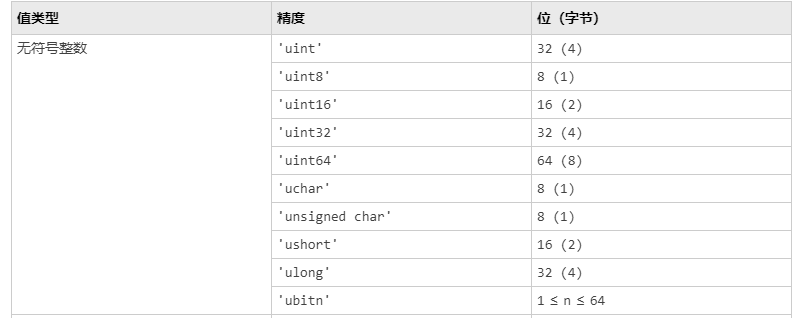 值类型 精度 位（字节）
无符号整数 'uint' 32 (4)
'uint8' 8 (1)
'uint16' 16 (2)
'uint32' 32 (4)
'uint64' 64 (8)
'uchar' 8 (1)
'unsigned char' 8 (1)
'ushort' 16 (2)
'ulong' 32 (4)
'ubitn' 1 ≤ n ≤ 64